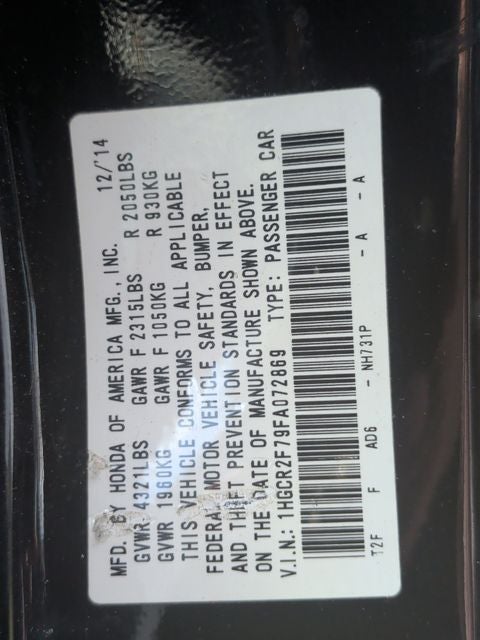 MFD. BY HONDA OF AMERICA MFG., INC. 12/'14
GVWR 4321LBS GAWR F 2315LBS R 2050LBS
GVWR 1960KG GAWR F 1050KG R 930KG
THIS VEHICLE CONFORMS TO ALL APPLICABLE
FEDERAL MOTOR VEHICLE SAFETY, BUMPER,
AND THEFT PREVENTION STANDARDS IN EFFECT
ON THE DATE OF MANUFACTURE SHOWN ABOVE.
V.I.N.: 1HGCR2F79FA072869 TYPE: PASSENGER CAR
T2F F AD6 - NH731P - A - A